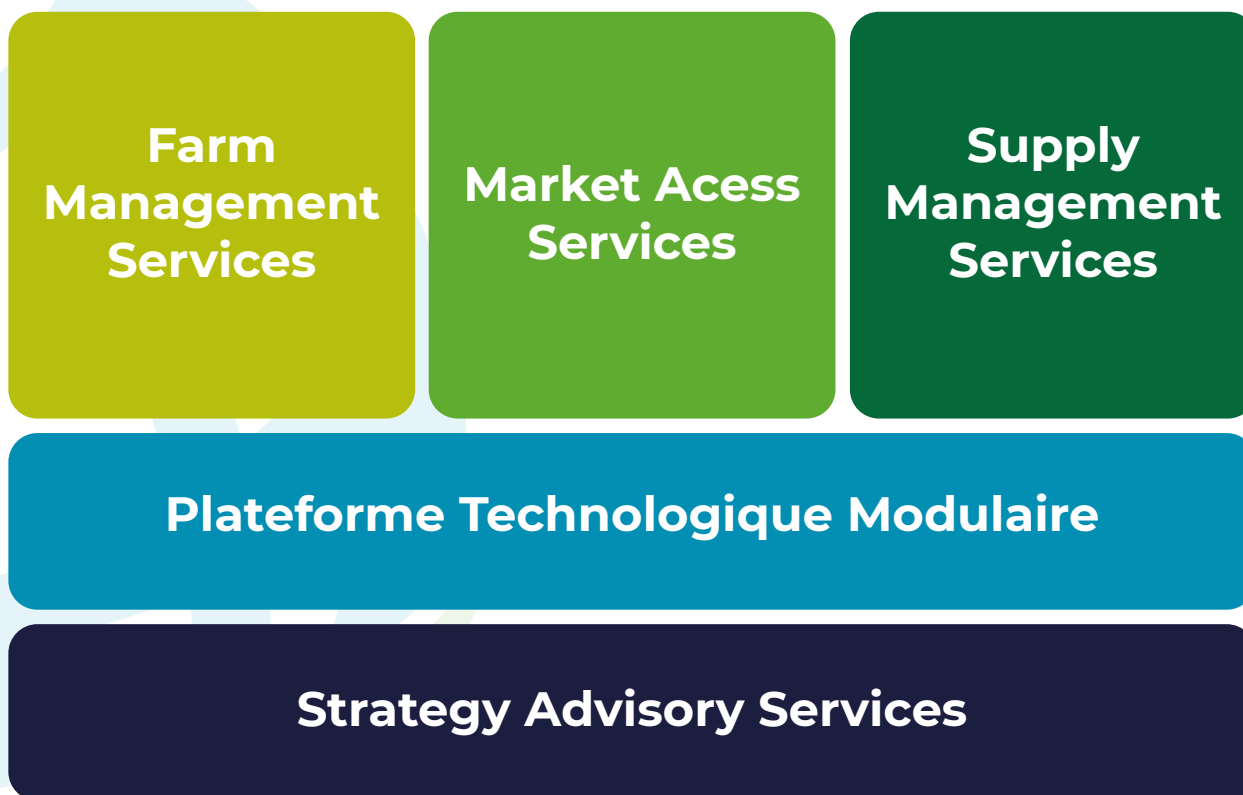 Farm
Management
Services
Market Acess
Services
Supply
Management
Services
Plateforme Technologique Modulaire
Strategy Advisory Services